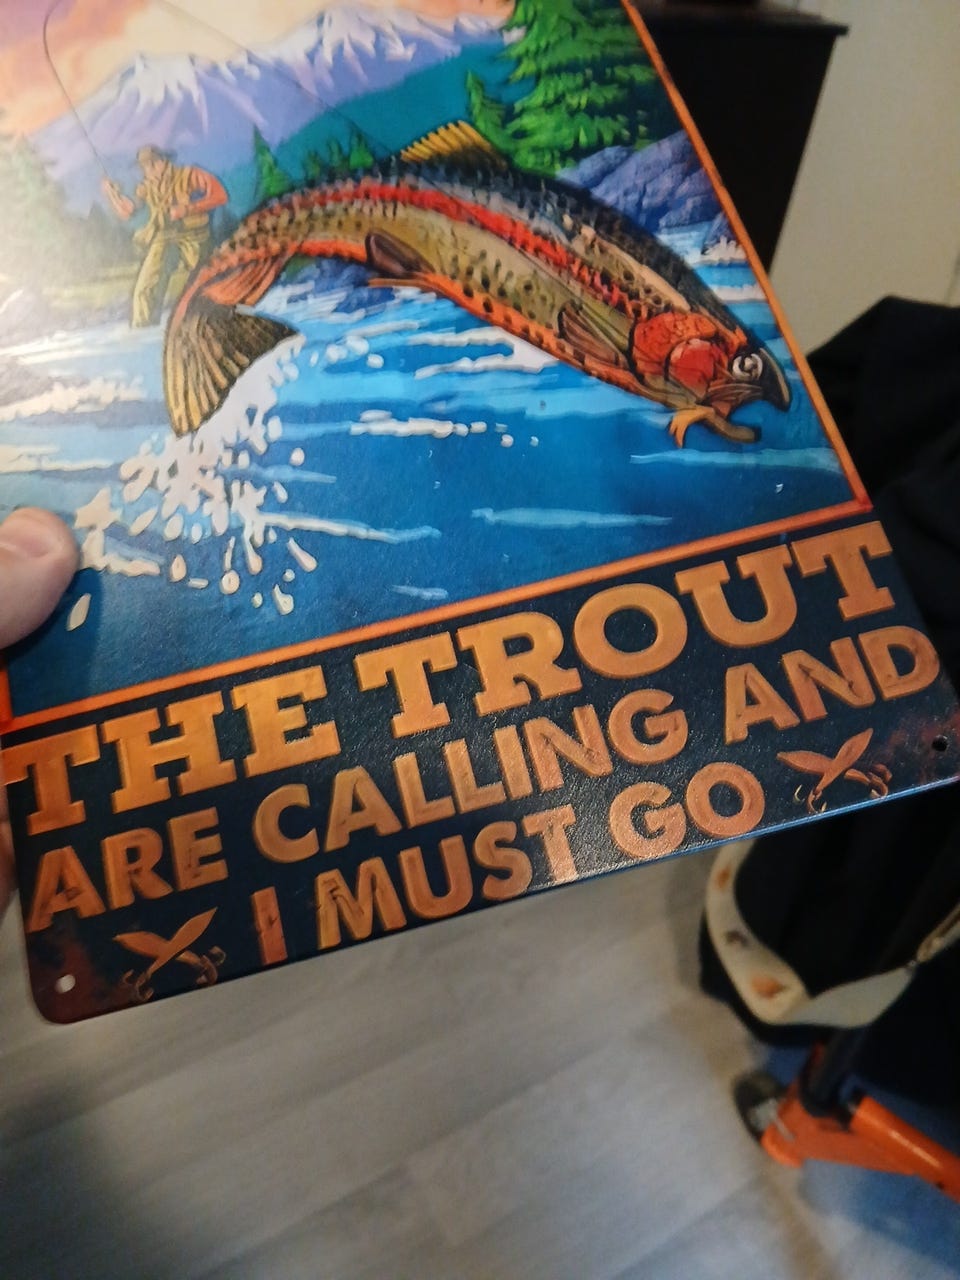 THE TROUT
ARE CALLING AND
I MUST GO